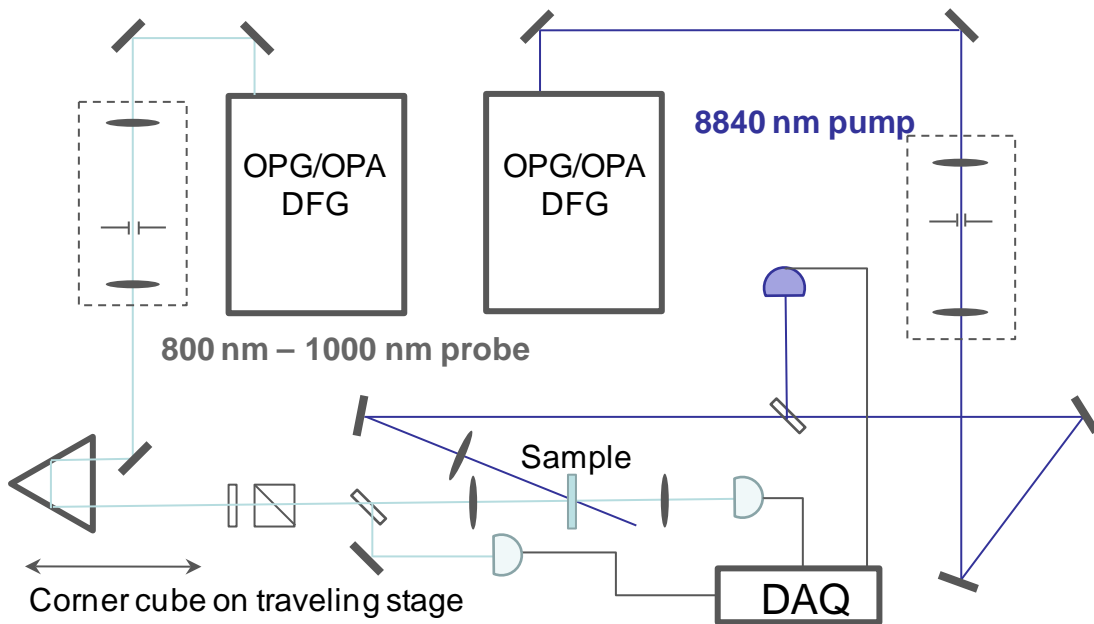 OPG/OPA
DFG
OPG/OPA
DFG
8840 nm pump
800 nm – 1000 nm probe
Sample
Corner cube on traveling stage
DAQ